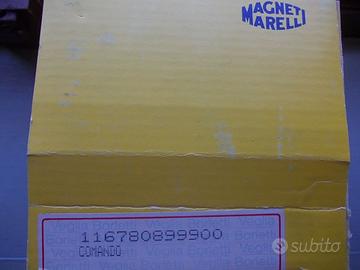 MAGNETI
MARELLI
116780899900
COMANDO
subito